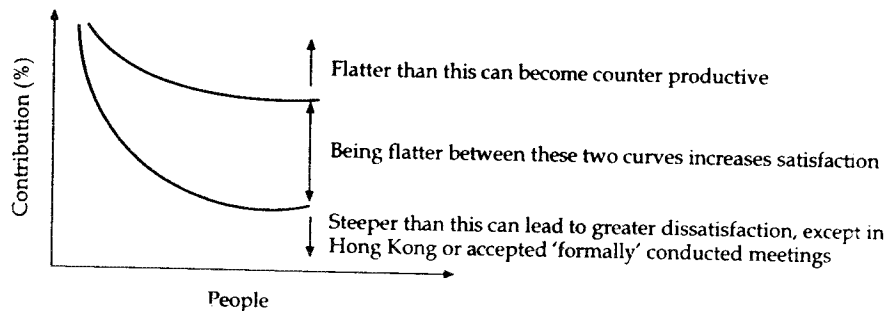 Contribution (%)
Flatter than this can become counter productive
Being flatter between these two curves increases satisfaction
Steeper than this can lead to greater dissatisfaction, except in
Hong Kong or accepted ‘formally’ conducted meetings
People